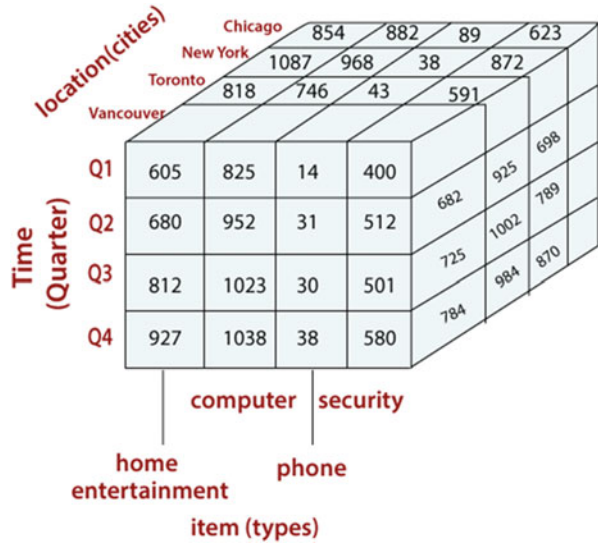 Chicago 854 882 89 623
New York 1087 968 38 872
Toronto 818 746 43 591
Vancouver
location(cities)
Q1 605 825 14 400
Q2 680 952 31 512
Q3 812 1023 30 501
Q4 927 1038 38 580
682 925 698
725 1002 789
784 984 870
Time
(Quarter)
computer security
home
entertainment
phone
item (types)